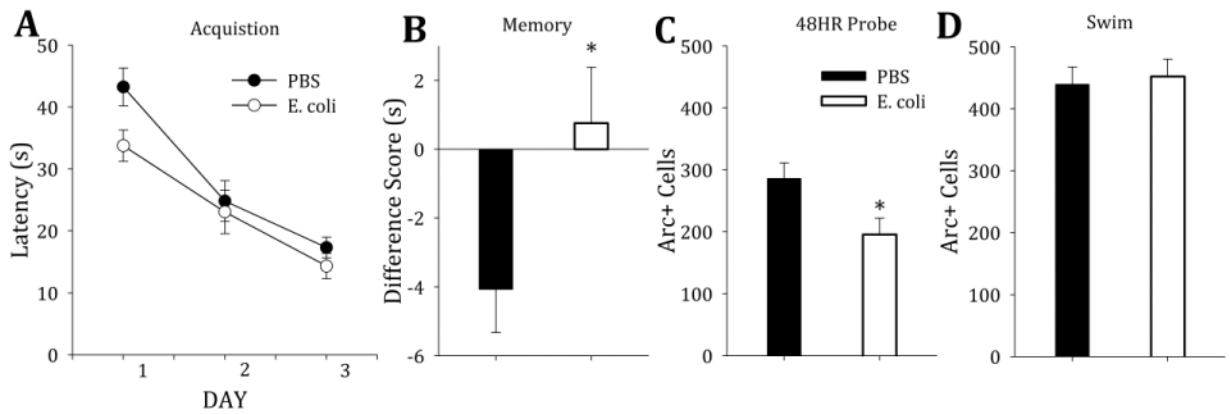 A
Acquistion
50
40
30
20
10
0
Latency (s)
PBS
E. coli
1
2
3
DAY
B
Memory
*
2
0
-2
-4
-6
Difference Score (s)
C
48HR Probe
500
400
300
200
100
0
Arc+ Cells
PBS
E. coli
*
D
Swim
500
400
300
200
100
0
Arc+ Cells